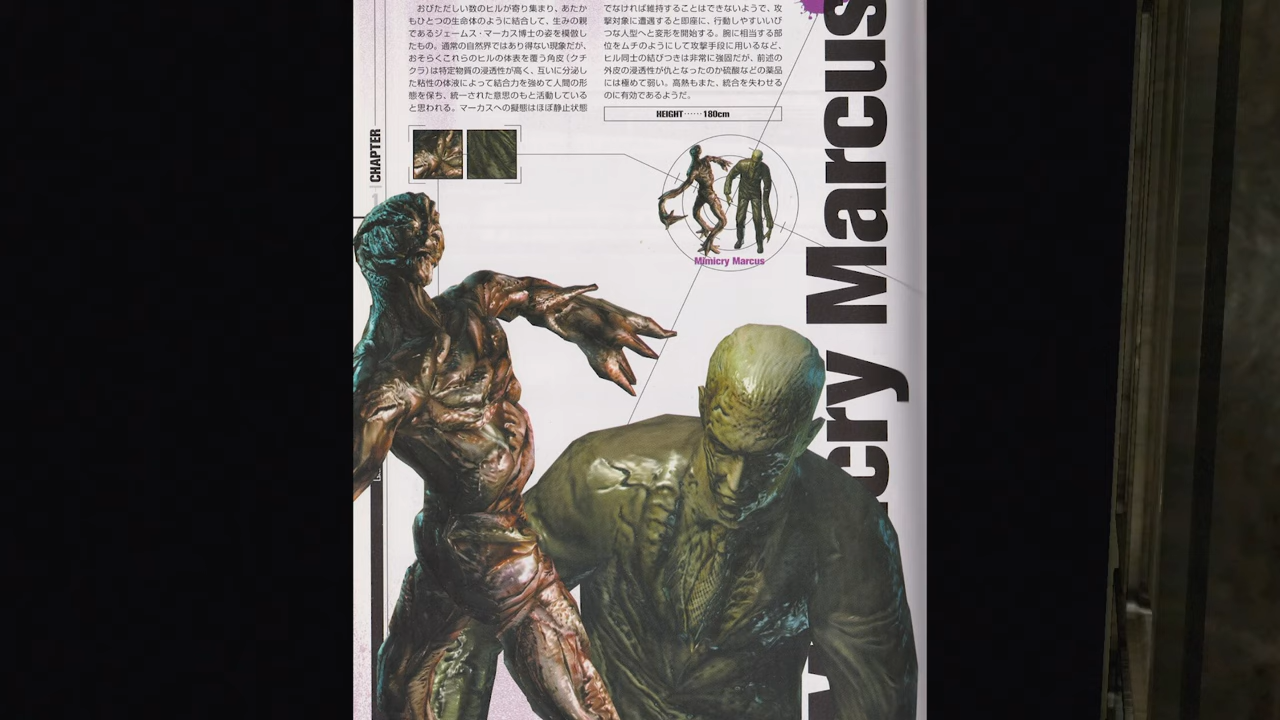 おびただしい数のヒルが寄り集まり、あたか
もひとつの生命体のように結合して、生みの親
であるジェームス・マーカス博士の姿を模倣し
たもの。通常の自然界ではあり得ない現象だが、
おそらくこれらのヒルの体表を覆う角皮(クチ
クラ)は特定物質の浸透性が高く、互いに分泌し
た粘性の体液によって結合力を強めて人間の形
態を保ち、統一された意思のもと活動している
と思われる。マーカスへの擬態はほぼ静止状態
でなければ維持することはできないようで、攻
撃対象に遭遇すると即座に、行動しやすいいび
つな人型へと変形を開始する。腕に相当する部
位をムチのようにして攻撃手段に用いるなど、
ヒル同士の結びつきは非常に強固だが、前述の
外皮の浸透性が仇となったのか硫酸などの薬品
には極めて弱い。高熱もまた、統合を失わせる
のに有効であるようだ。
HEIGHT……180cm
CHAPTER
1
Mimicry Marcus
cry Marcus